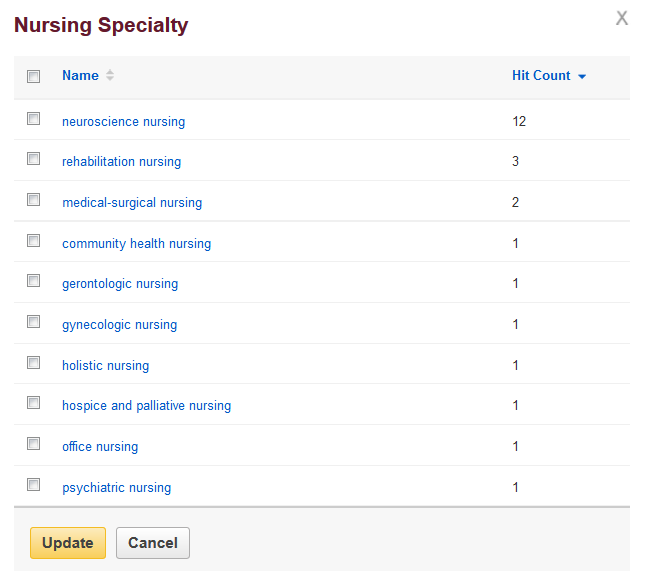 Nursing Specialty
X
Name Hit Count
neuroscience nursing 12
rehabilitation nursing 3
medical-surgical nursing 2
community health nursing 1
gerontologic nursing 1
gynecologic nursing 1
holistic nursing 1
hospice and palliative nursing 1
office nursing 1
psychiatric nursing 1
Update Cancel